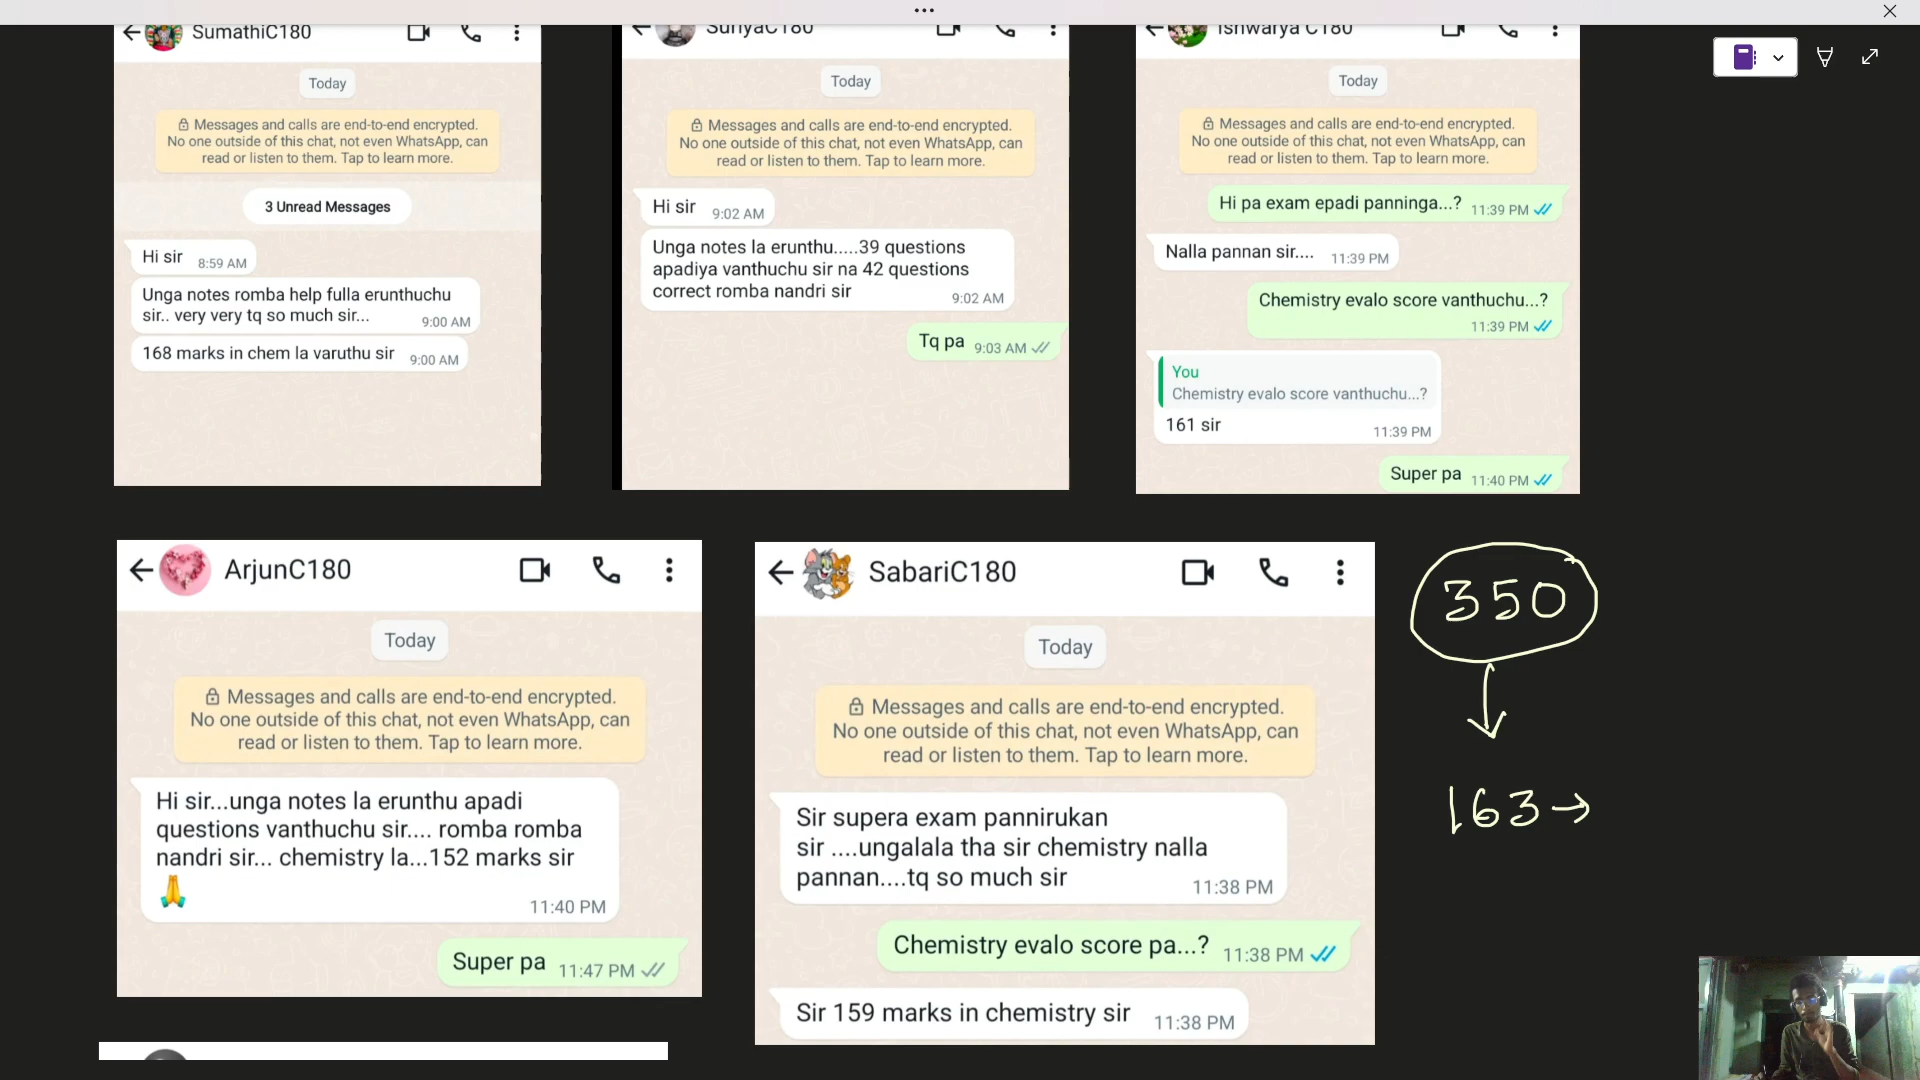 SumathiC180
Today
Messages and calls are end-to-end encrypted.
No one outside of this chat, not even WhatsApp, can
read or listen to them. Tap to learn more.
3 Unread Messages
Hi sir 8:59 AM
Unga notes romba help fulla erunthuchu
sir.. very very tq so much sir... 9:00 AM
168 marks in chem la varuthu sir 9:00 AM
SuriyaC180
Today
Messages and calls are end-to-end encrypted.
No one outside of this chat, not even WhatsApp, can
read or listen to them. Tap to learn more.
Hi sir 9:02 AM
Unga notes la erunthu.....39 questions
apadiya vanthuchu sir na 42 questions
correct romba nandri sir 9:02 AM
Tq pa 9:03 AM
Ishwarya C180
Today
Messages and calls are end-to-end encrypted.
No one outside of this chat, not even WhatsApp, can
read or listen to them. Tap to learn more.
Hi pa exam epadi panninga...? 11:39 PM
Nalla pannan sir.... 11:39 PM
Chemistry evalo score vanthuchu...?
11:39 PM
You
Chemistry evalo score vanthuchu...?
161 sir 11:39 PM
Super pa 11:40 PM
ArjunC180
Today
Messages and calls are end-to-end encrypted.
No one outside of this chat, not even WhatsApp, can
read or listen to them. Tap to learn more.
Hi sir...unga notes la erunthu apadi
questions vanthuchu sir.... romba romba
nandri sir... chemistry la...152 marks sir
🙏
11:40 PM
Super pa 11:47 PM
SabariC180
Today
Messages and calls are end-to-end encrypted.
No one outside of this chat, not even WhatsApp, can
read or listen to them. Tap to learn more.
Sir supera exam pannirukan
sir ....ungalala tha sir chemistry nalla
pannan....tq so much sir 11:38 PM
Chemistry evalo score pa...? 11:38 PM
Sir 159 marks in chemistry sir 11:38 PM
350
163→